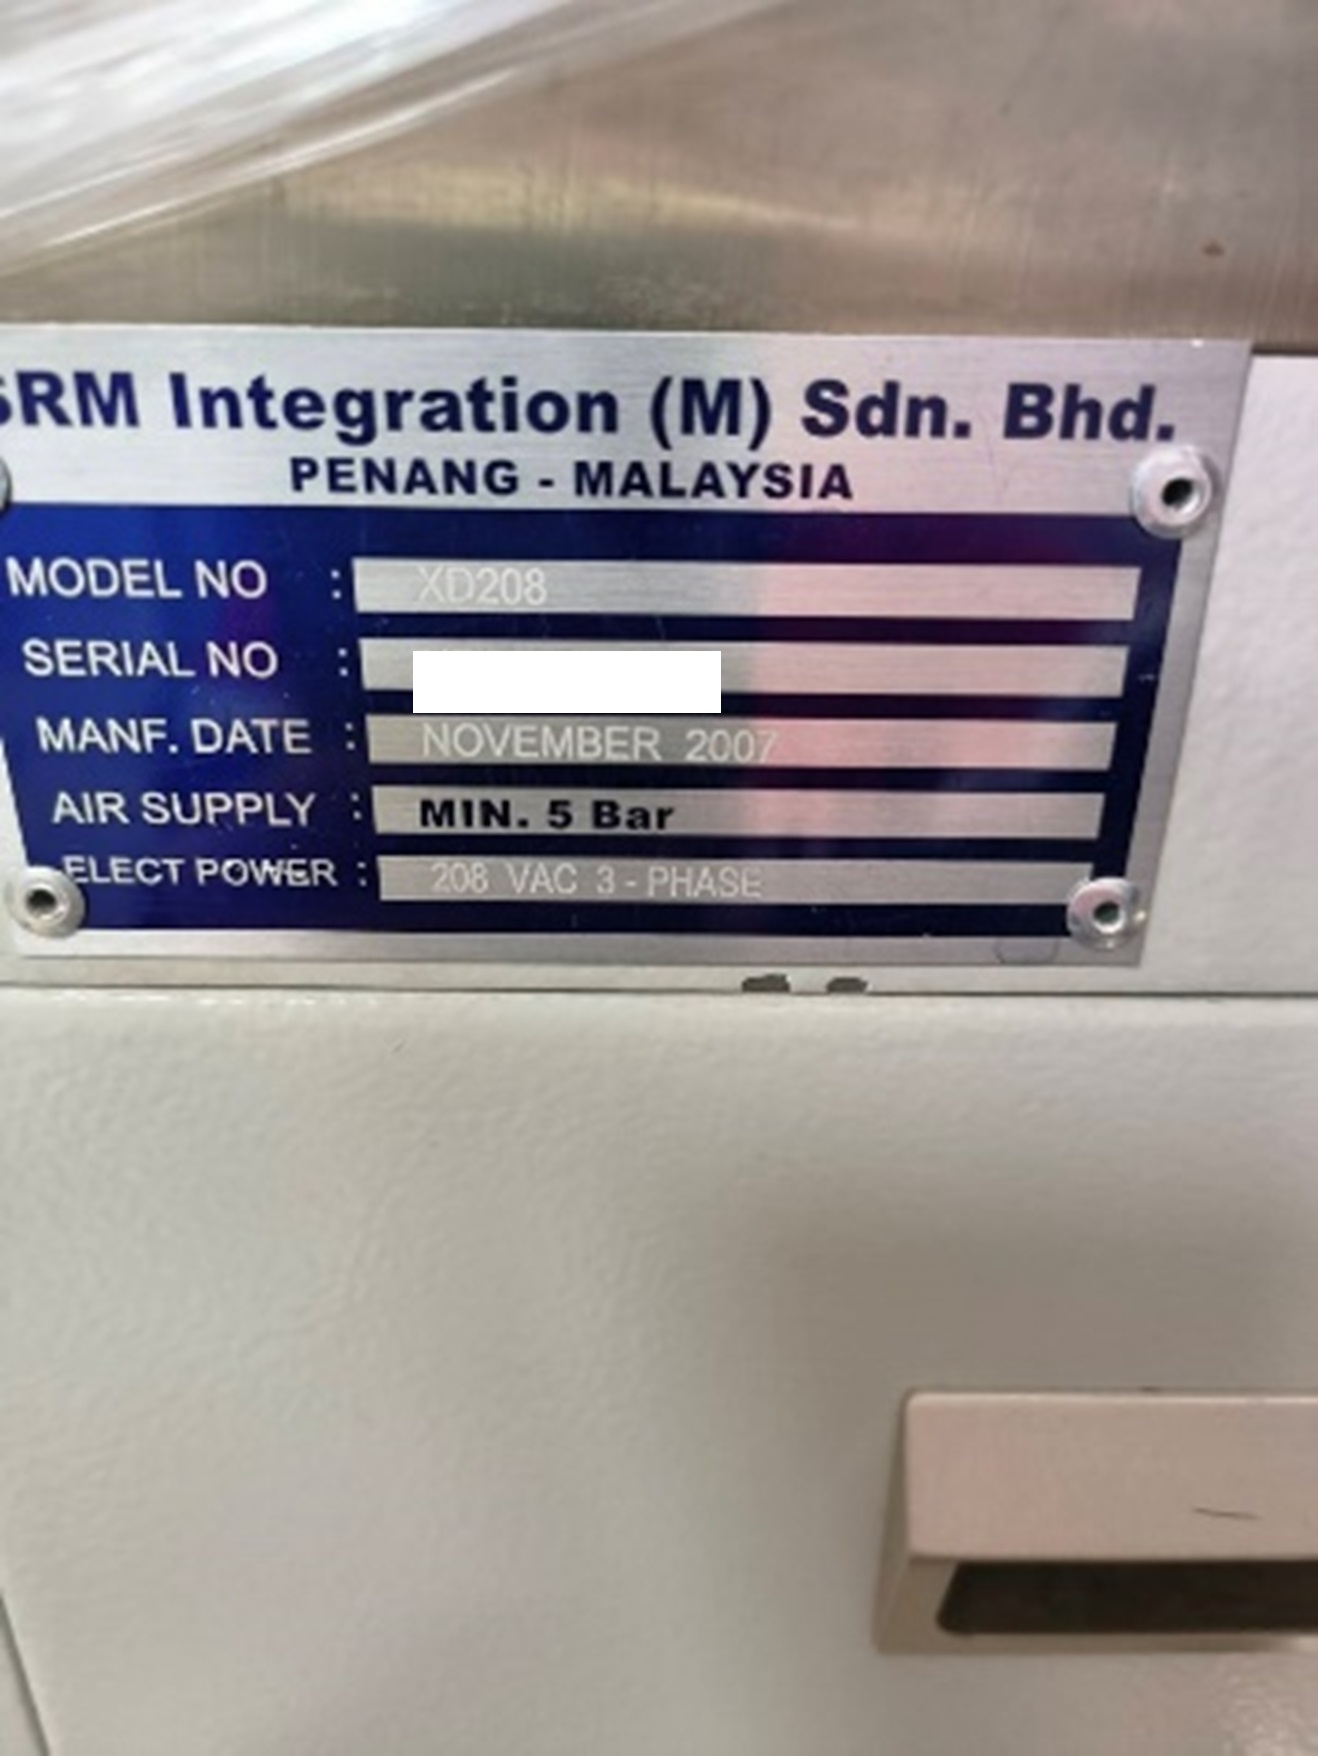 SRM Integration (M) Sdn. Bhd.
PENANG - MALAYSIA
MODEL NO : XD208
SERIAL NO :
MANF. DATE : NOVEMBER 2007
AIR SUPPLY : MIN. 5 Bar
ELECT POWER : 208 VAC 3 - PHASE